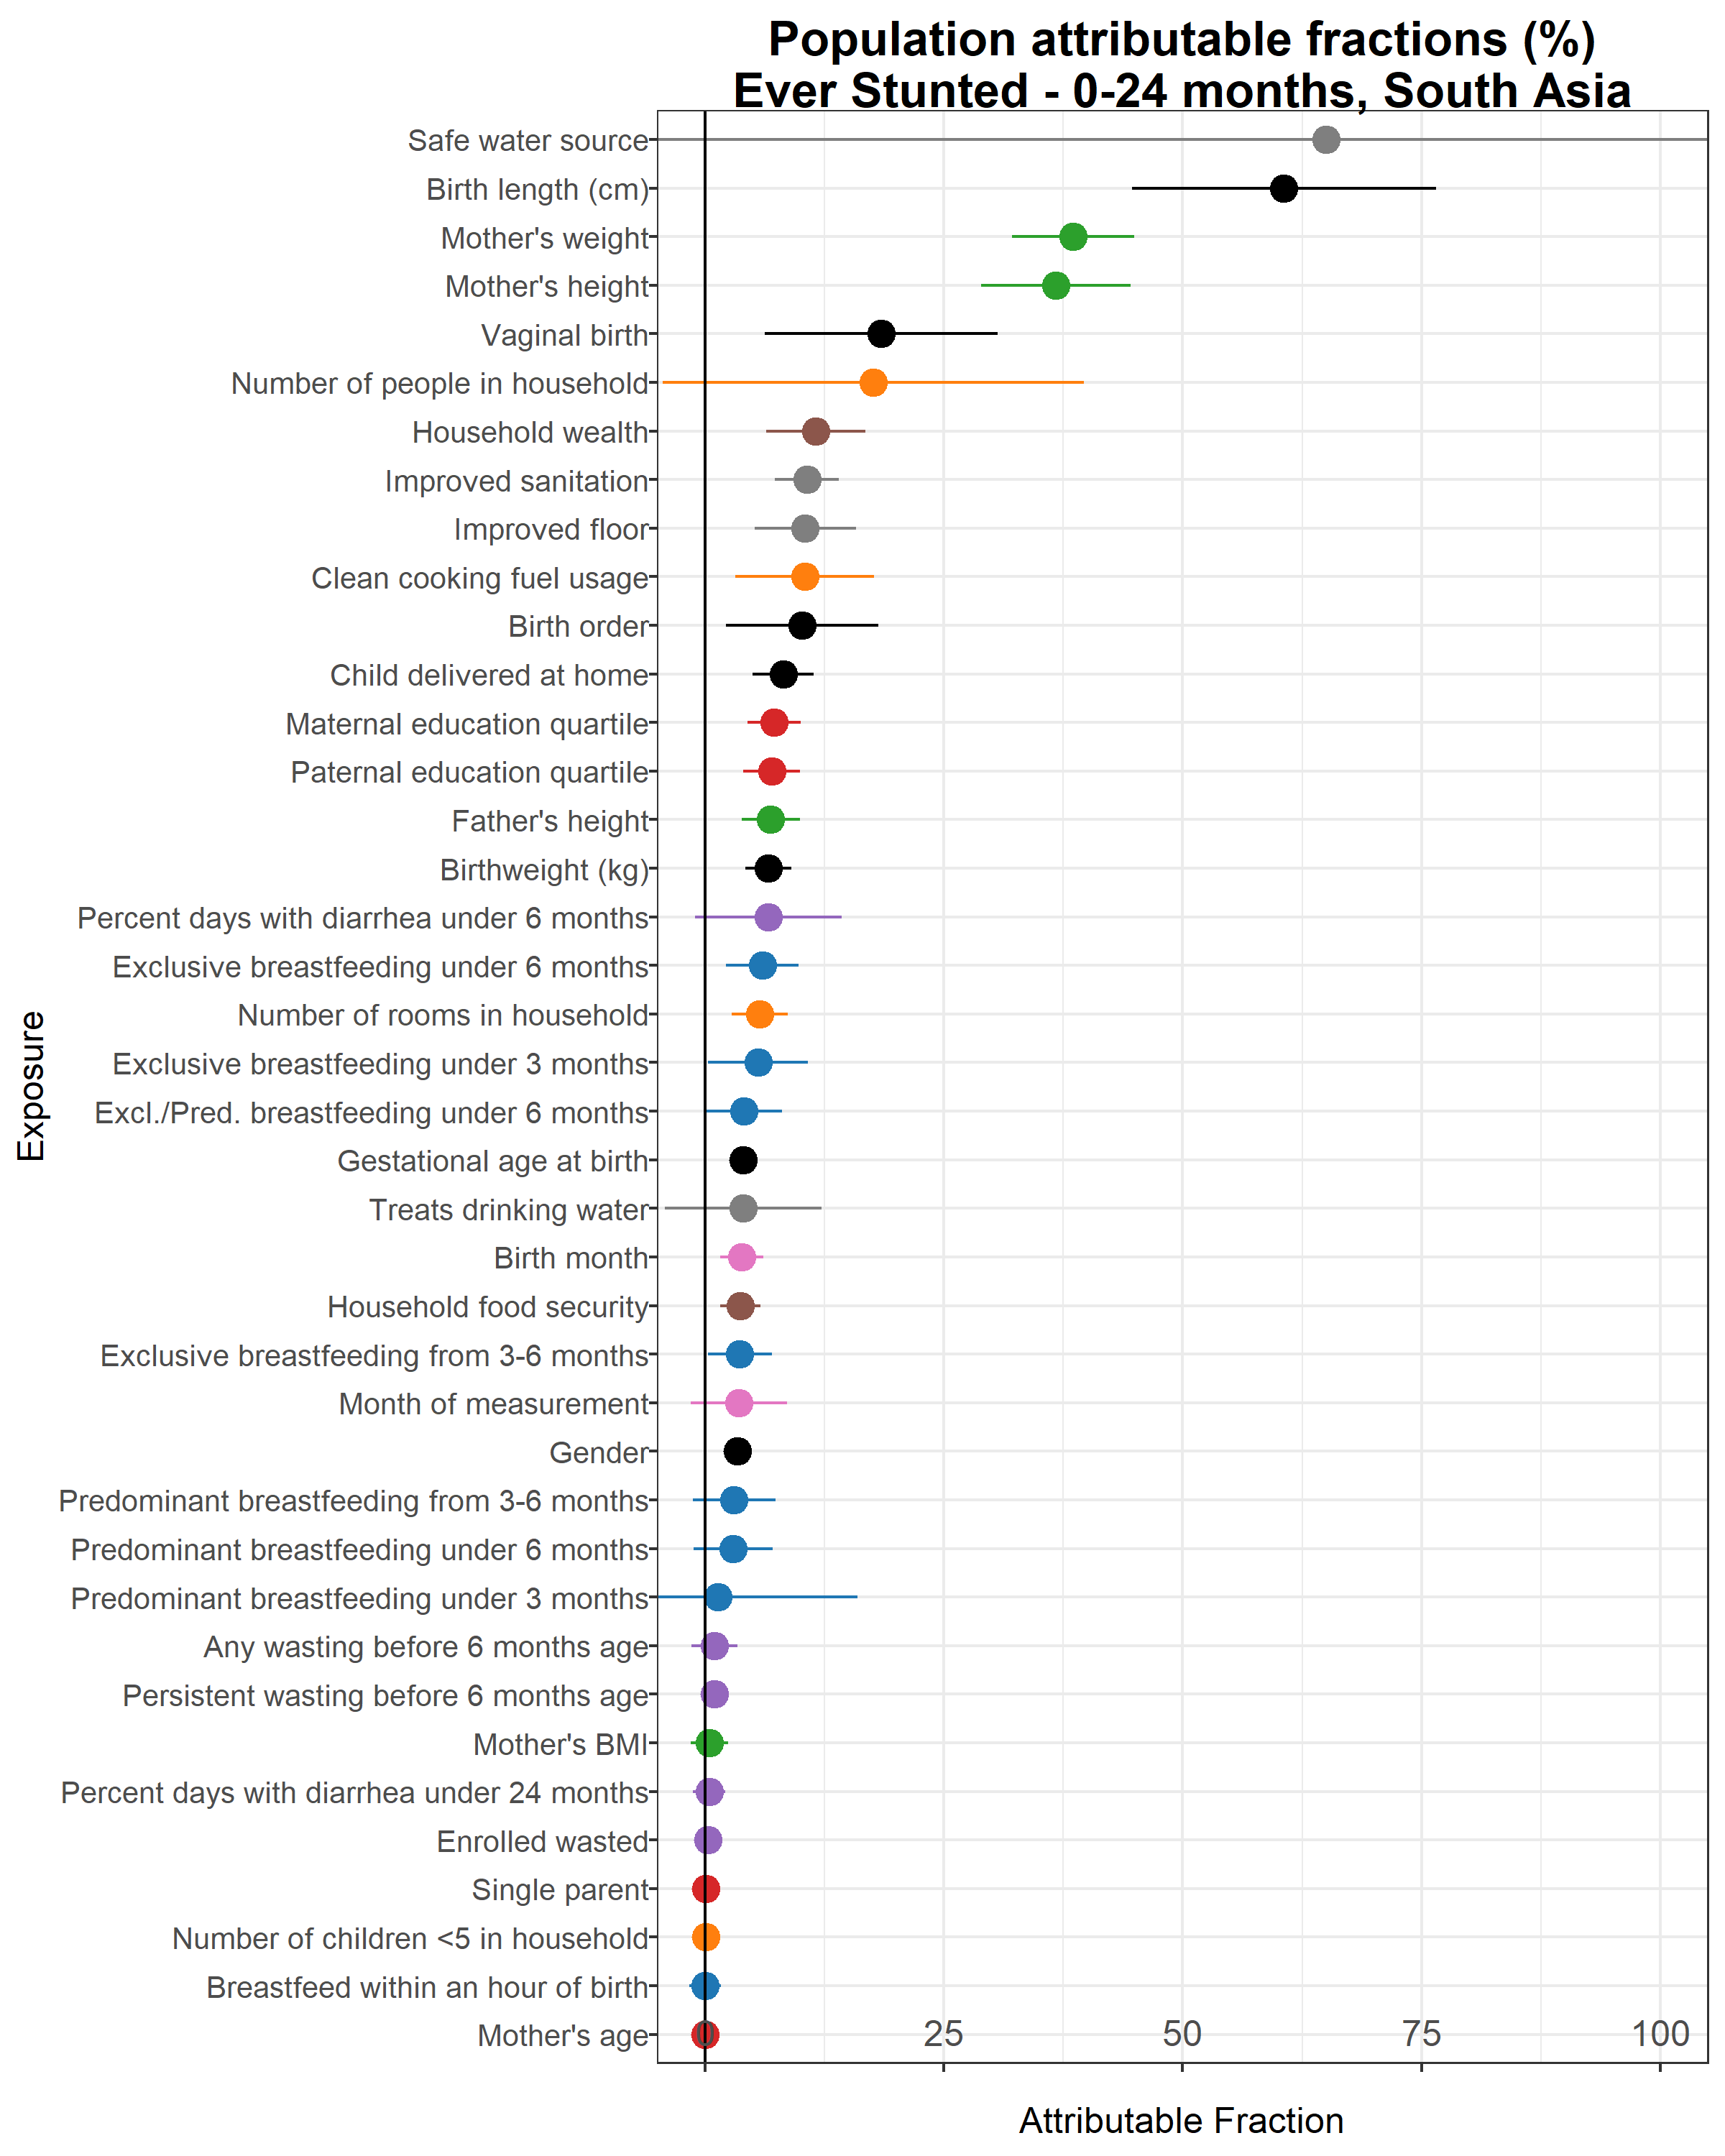 Population attributable fractions (%)
Ever Stunted - 0-24 months, South Asia
Safe water source
Birth length (cm)
Mother's weight
Mother's height
Vaginal birth
Number of people in household
Household wealth
Improved sanitation
Improved floor
Clean cooking fuel usage
Birth order
Child delivered at home
Maternal education quartile
Paternal education quartile
Father's height
Birthweight (kg)
Percent days with diarrhea under 6 months
Exclusive breastfeeding under 6 months
Number of rooms in household
Exclusive breastfeeding under 3 months
Excl./Pred. breastfeeding under 6 months
Gestational age at birth
Treats drinking water
Birth month
Household food security
Exclusive breastfeeding from 3-6 months
Month of measurement
Gender
Predominant breastfeeding from 3-6 months
Predominant breastfeeding under 6 months
Predominant breastfeeding under 3 months
Any wasting before 6 months age
Persistent wasting before 6 months age
Mother's BMI
Percent days with diarrhea under 24 months
Enrolled wasted
Single parent
Number of children <5 in household
Breastfeed within an hour of birth
Mother's age
Exposure
0 25 50 75 100
Attributable Fraction